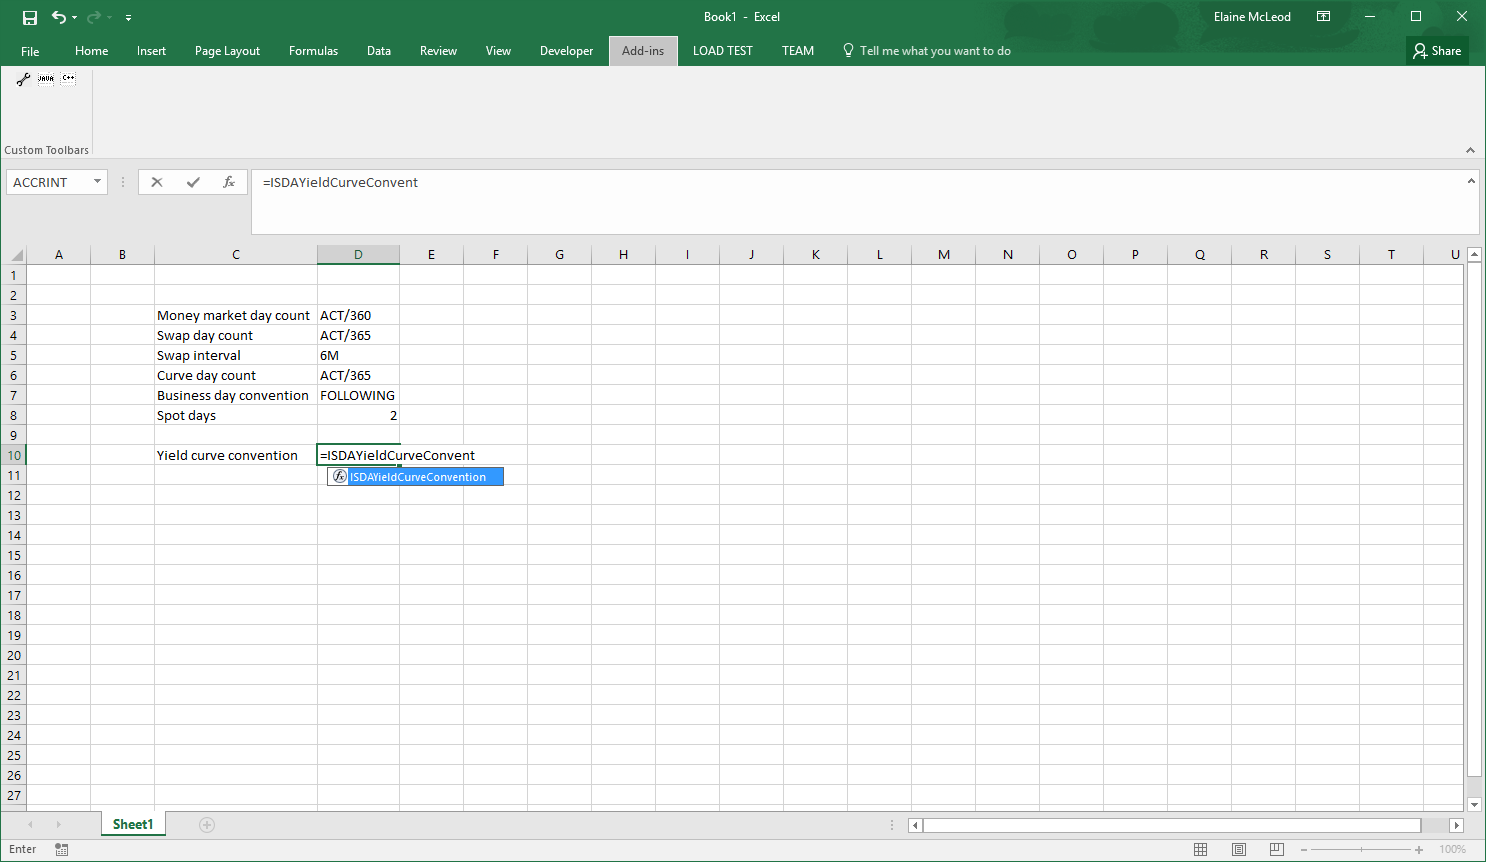 Book1 - Excel
Elaine McLeod
File Home Insert Page Layout Formulas Data Review View Developer Add-ins LOAD TEST TEAM Tell me what you want to do Share
JAVA C++
Custom Toolbars
ACCRINT fx =ISDAYieldCurveConvent
A B C D E F G H I J K L M N O P Q R S T U
1
2
3 Money market day count ACT/360
4 Swap day count ACT/365
5 Swap interval 6M
6 Curve day count ACT/365
7 Business day convention FOLLOWING
8 Spot days 2
9
10 Yield curve convention =ISDAYieldCurveConvent
11 fx ISDAYieldCurveConvention
12
13
14
15
16
17
18
19
20
21
22
23
24
25
26
27
Sheet1
Enter 100%